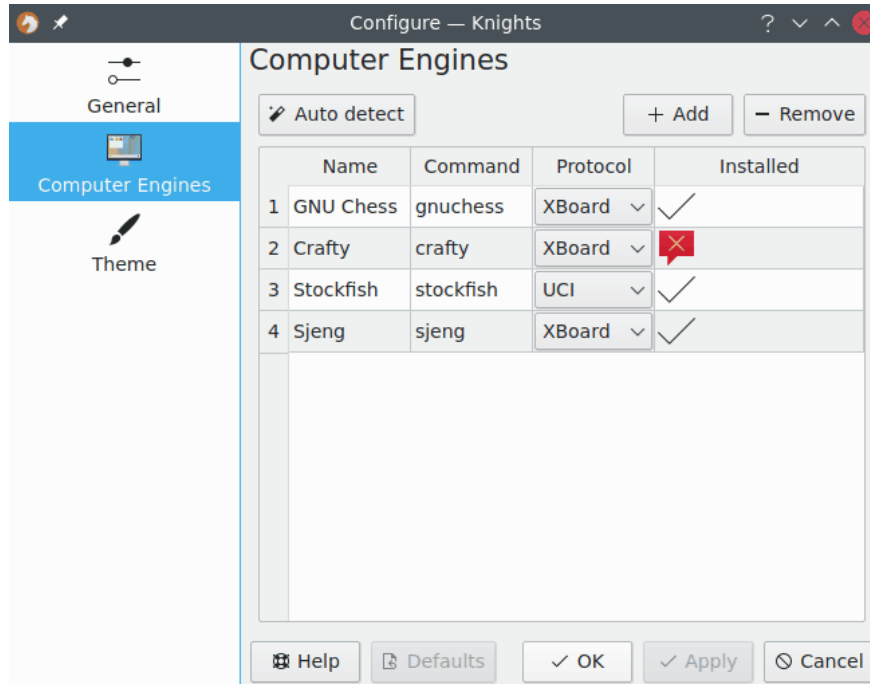 Configure — Knights
Computer Engines
General
Computer Engines
Theme
Auto detect
+ Add
− Remove
Name Command Protocol Installed
1 GNU Chess gnuchess XBoard
2 Crafty crafty XBoard
3 Stockfish stockfish UCI
4 Sjeng sjeng XBoard
Help
Defaults
OK
Apply
Cancel